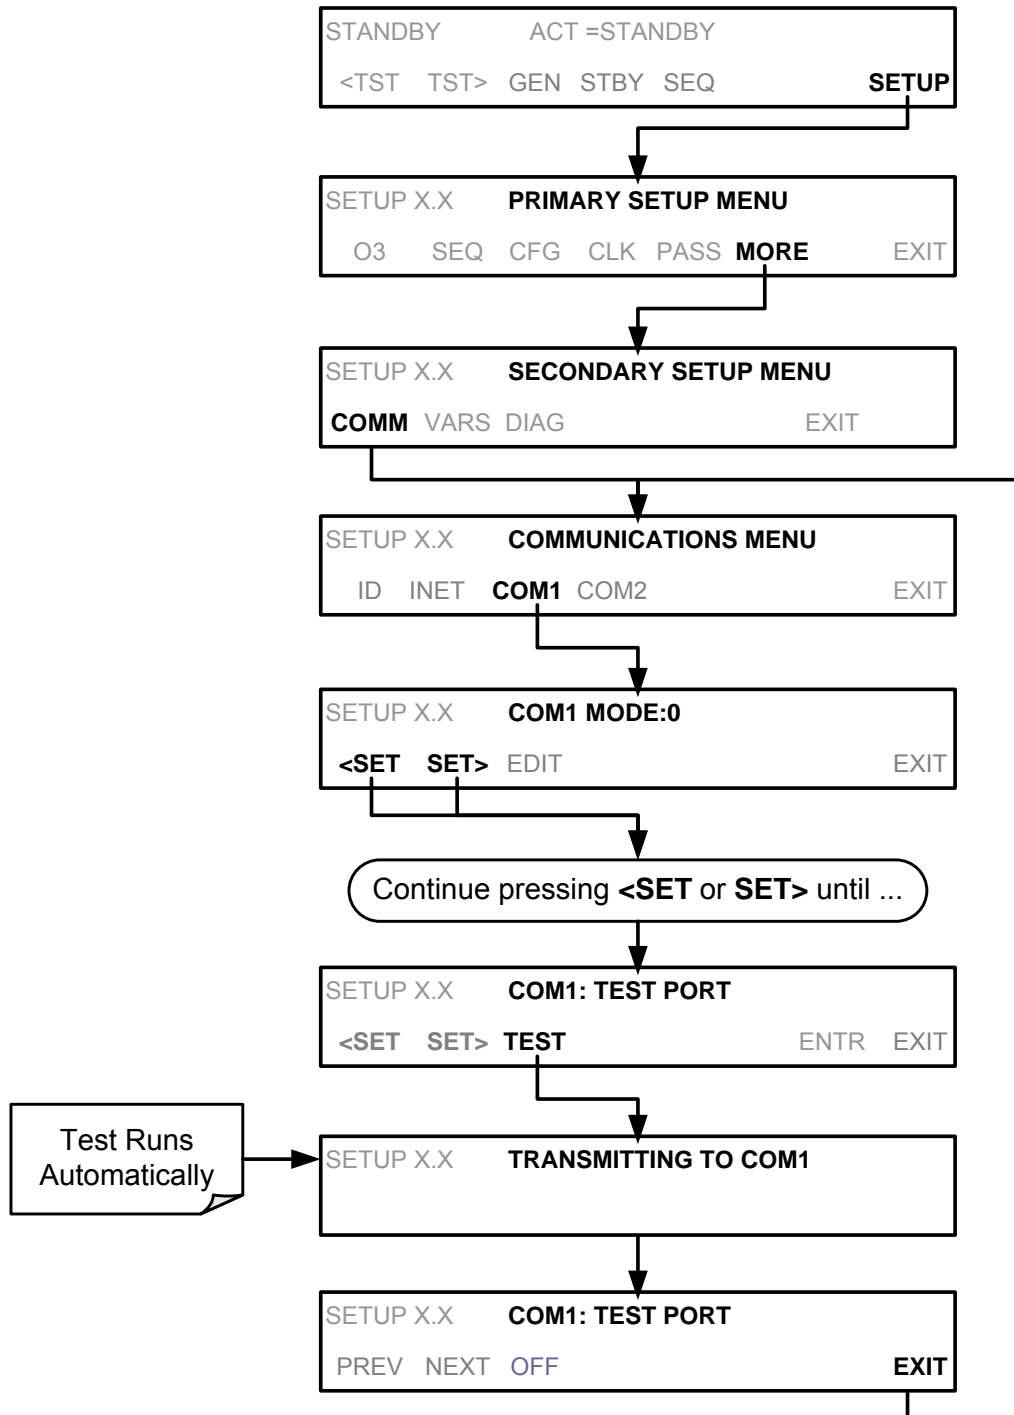 STANDBY ACT =STANDBY
<TST TST> GEN STBY SEQ SETUP
SETUP X.X PRIMARY SETUP MENU
O3 SEQ CFG CLK PASS MORE EXIT
SETUP X.X SECONDARY SETUP MENU
COMM VARS DIAG EXIT
SETUP X.X COMMUNICATIONS MENU
ID INET COM1 COM2 EXIT
SETUP X.X COM1 MODE:0
<SET SET> EDIT EXIT
Continue pressing <SET or SET> until ...
SETUP X.X COM1: TEST PORT
<SET SET> TEST ENTR EXIT
Test Runs
Automatically
SETUP X.X TRANSMITTING TO COM1
SETUP X.X COM1: TEST PORT
PREV NEXT OFF EXIT